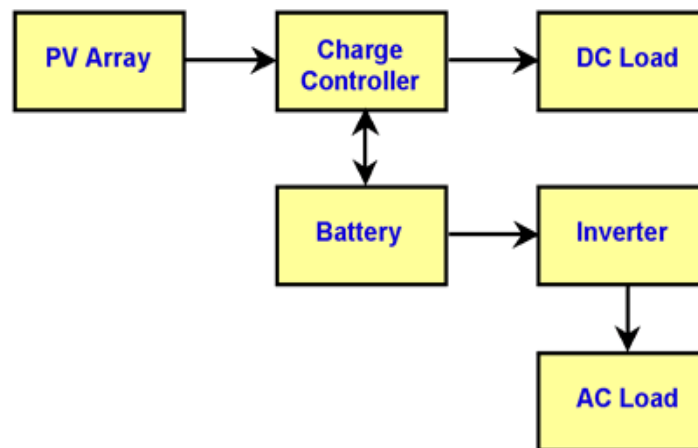 PV Array
Charge
Controller
DC Load
Battery
Inverter
AC Load